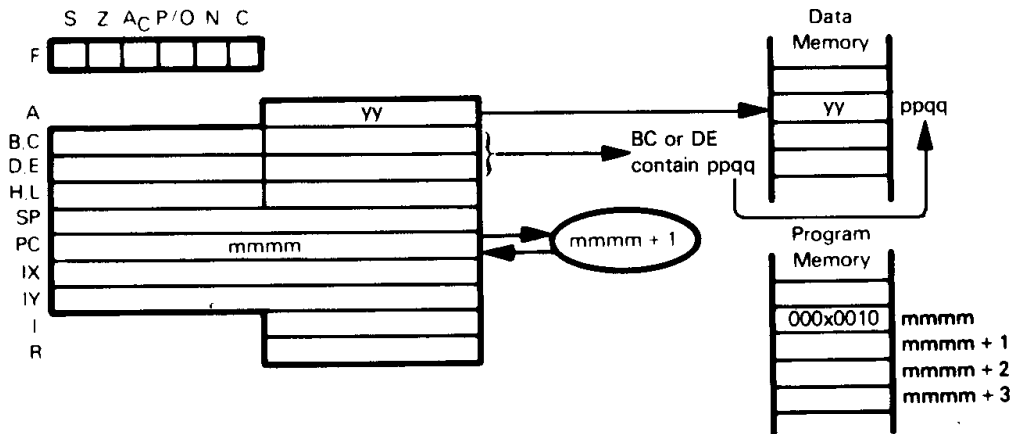 S Z AC P/O N C
F
A yy
B,C
D,E
H,L
SP
PC mmmm
IX
IY
I
R
BC or DE
contain ppqq
mmmm + 1
Data
Memory
yy ppqq
Program
Memory
000x0010 mmmm
mmmm + 1
mmmm + 2
mmmm + 3